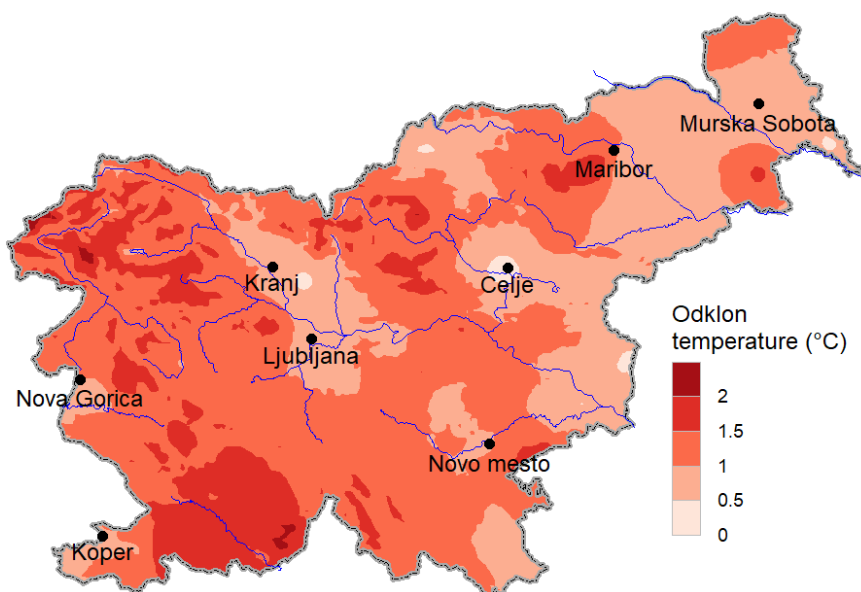 Murska Sobota
Maribor
Kranj
Celje
Odklon
temperature (°C)
Ljubljana
2
Nova Gorica
1.5
1
Novo mesto
0.5
Koper
0